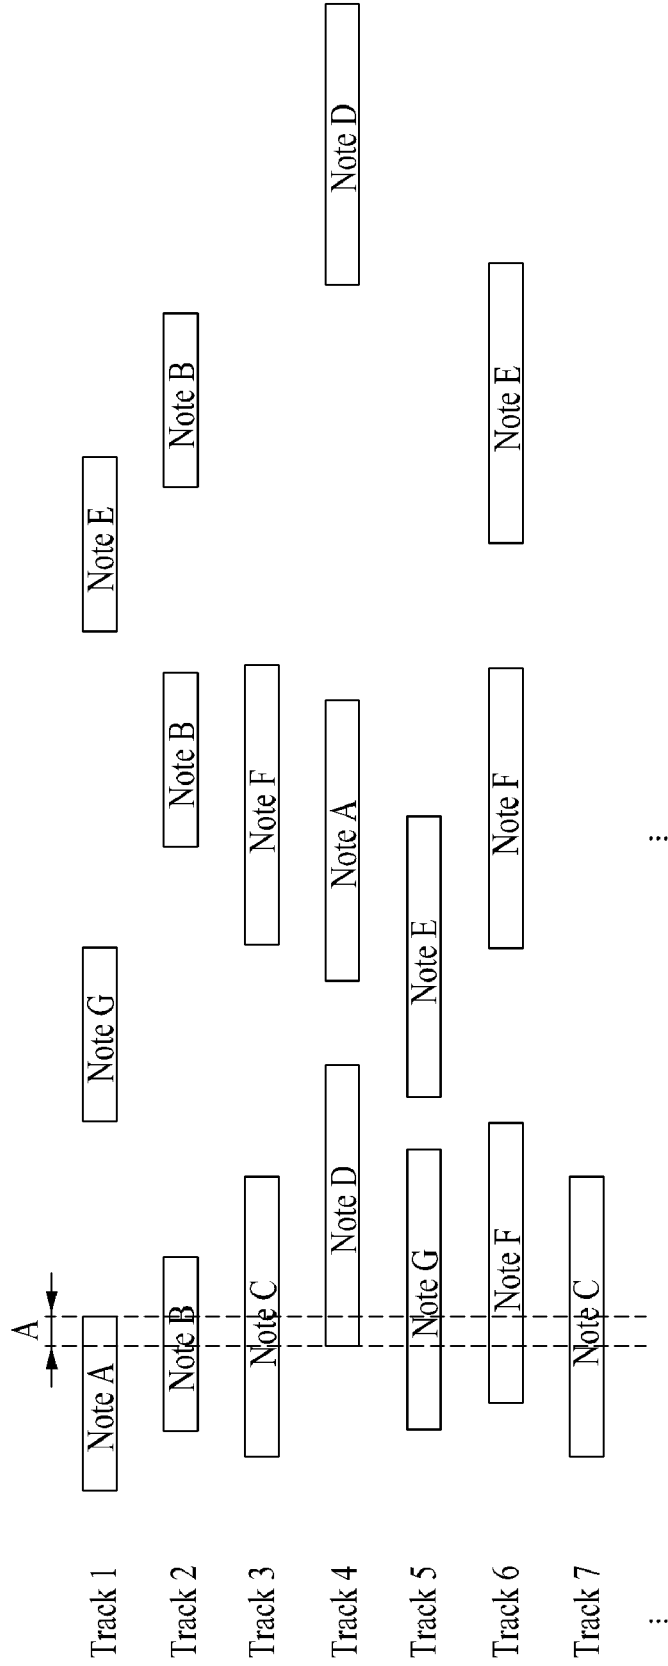 A
Track 1 Note A Note G Note E
Track 2 Note B Note B Note B
Track 3 Note C Note F
Track 4 Note D Note A Note D
Track 5 Note G Note E
Track 6 Note F Note F Note E
Track 7 Note C
... ...